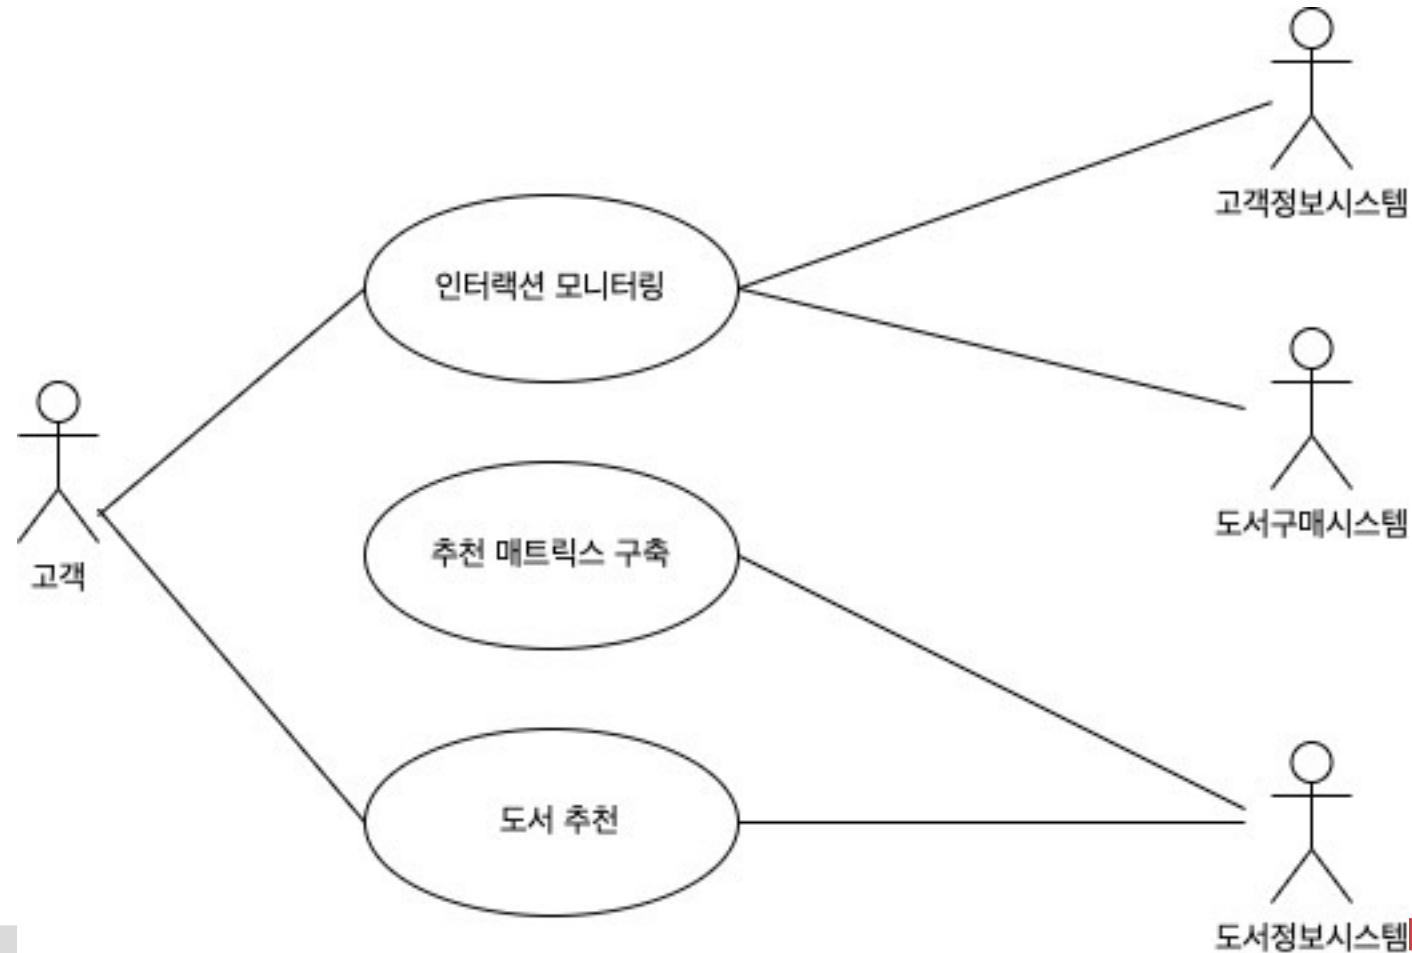 고객정보시스템
인터랙션 모니터링
도서구매시스템
고객
추천 매트릭스 구축
도서 추천
도서정보시스템